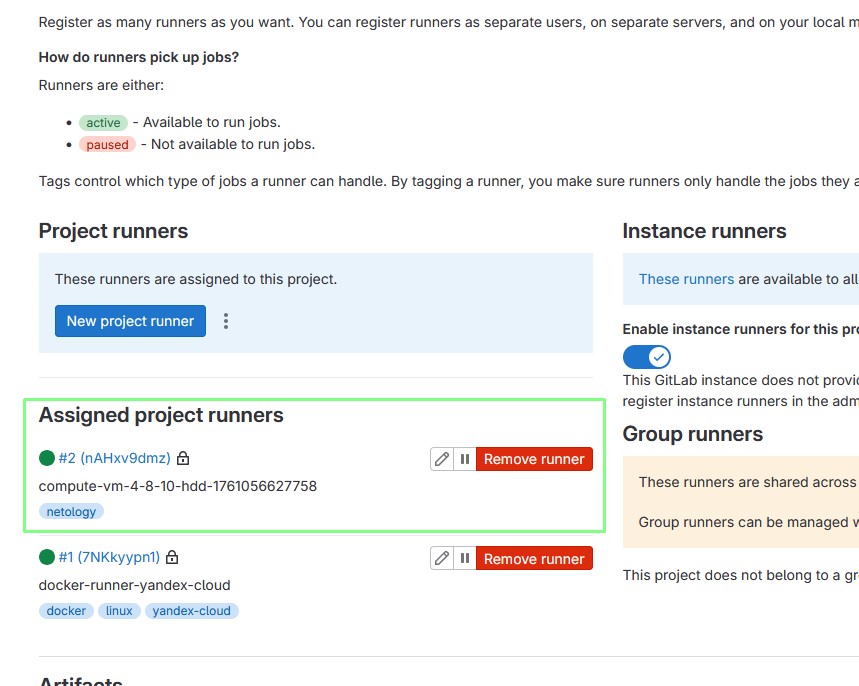 Register as many runners as you want. You can register runners as separate users, on separate servers, and on your local m
How do runners pick up jobs?
Runners are either:
• active - Available to run jobs.
• paused - Not available to run jobs.
Tags control which type of jobs a runner can handle. By tagging a runner, you make sure runners only handle the jobs they a
Project runners
These runners are assigned to this project.
New project runner
Assigned project runners
#2 (nAHxv9dmz)
Remove runner
compute-vm-4-8-10-hdd-1761056627758
netology
#1 (7NKkyypn1)
Remove runner
docker-runner-yandex-cloud
docker linux yandex-cloud
Instance runners
These runners are available to all
Enable instance runners for this pro
This GitLab instance does not provid
register instance runners in the adm
Group runners
These runners are shared across
Group runners can be managed w
This project does not belong to a gr
Artifacts